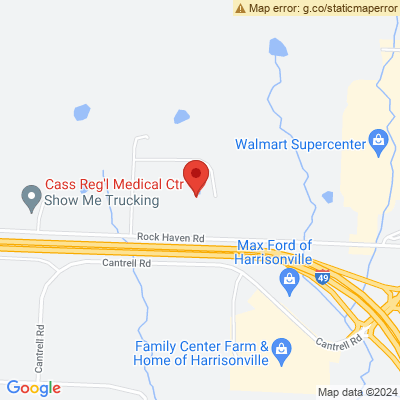 Map error: g.co/staticmaperror
Walmart Supercenter
Cass Reg'l Medical Ctr
Show Me Trucking
Rock Haven Rd
Max Ford of
Harrisonville
Cantrell Rd
49
4
Cantrell Rd
Cantrell Rd
Family Center Farm &
Home of Harrisonville
Google
Map data ©2024